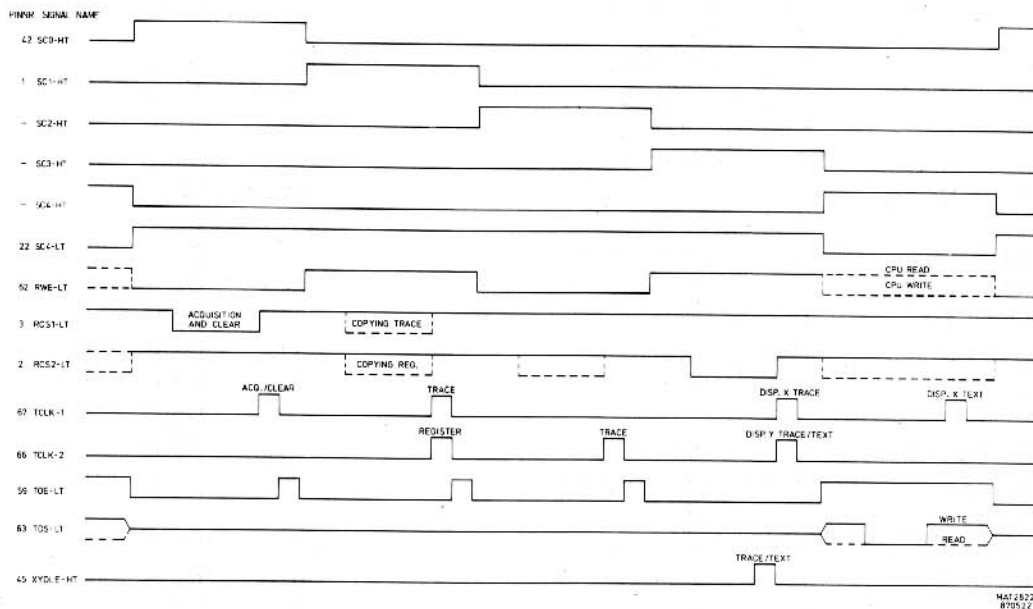 PINNR SIGNAL NAME
42 SC0-HT
1 SC1-HT
- SC2-HT
- SC3-HT
- SC4-HT
22 SC4-LT
CPU READ
62 RWE-LT
CPU WRITE
ACQUISITION
AND CLEAR
3 RCS1-LT
COPYING TRACE
2 RCS2-LT
COPYING REG.
ACQ./CLEAR
TRACE
DISP. X TRACE
DISP. X TEXT
67 TCLK-1
REGISTER
TRACE
DISP. Y TRACE/TEXT
66 TCLK-2
59 TOE-LT
WRITE
63 TOS-LT
READ
TRACE/TEXT
45 XYDLE-HT
MAT2822
870522